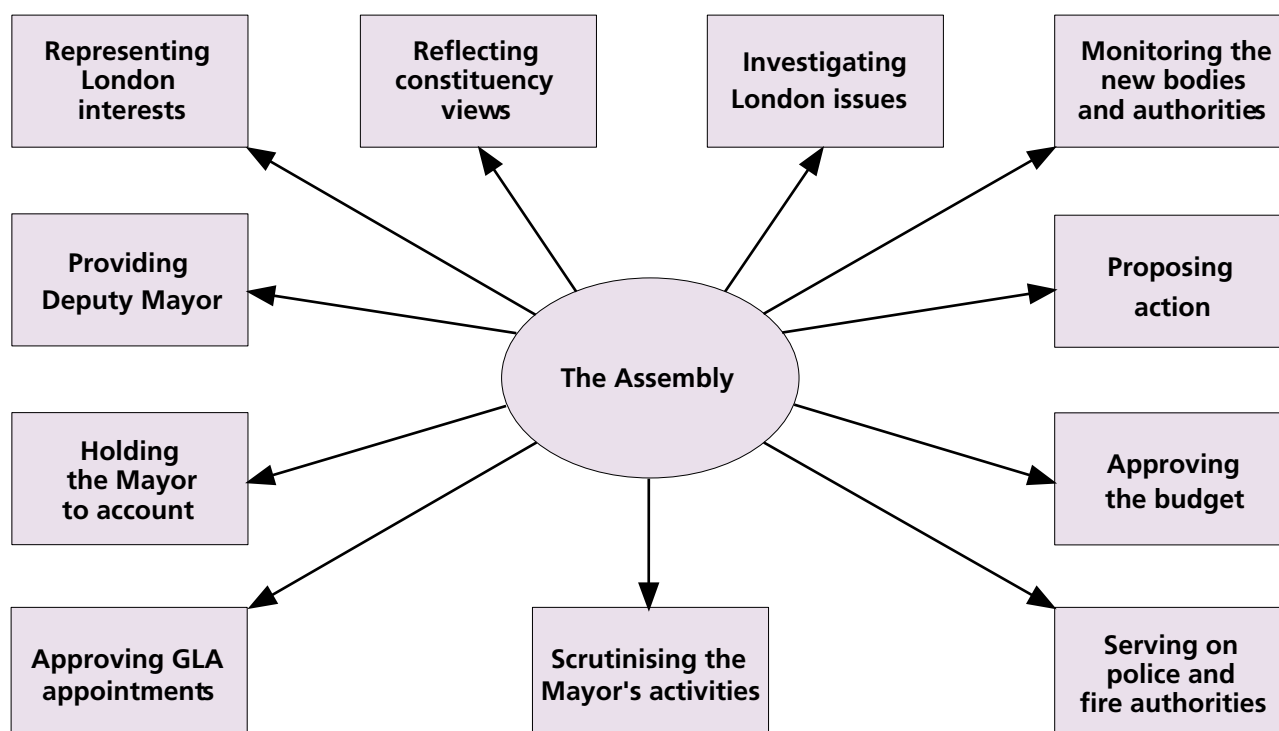 Representing
London
interests
Reflecting
constituency
views
Investigating
London issues
Monitoring the
new bodies
and authorities
Providing
Deputy Mayor
Proposing
action
The Assembly
Holding
the Mayor
to account
Approving
the budget
Approving GLA
appointments
Scrutinising the
Mayor's activities
Serving on
police and
fire authorities